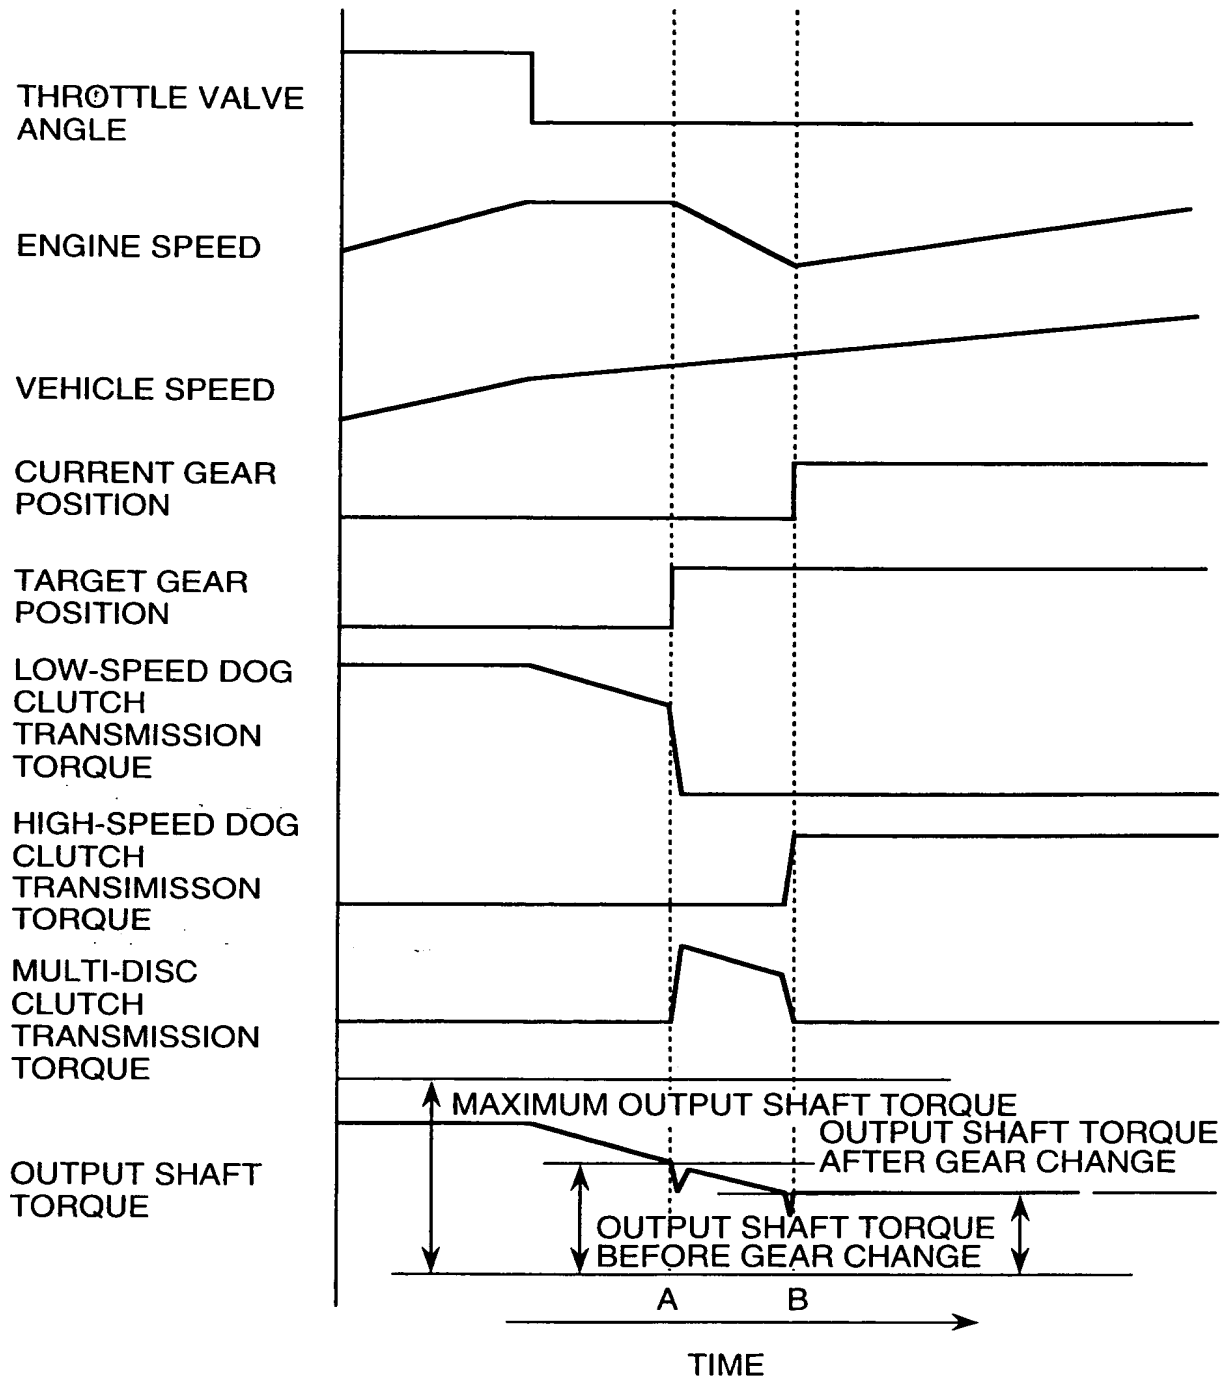 THROTTLE VALVE
ANGLE
ENGINE SPEED
VEHICLE SPEED
CURRENT GEAR
POSITION
TARGET GEAR
POSITION
LOW-SPEED DOG
CLUTCH
TRANSMISSION
TORQUE
HIGH-SPEED DOG
CLUTCH
TRANSIMISSON
TORQUE
MULTI-DISC
CLUTCH
TRANSMISSION
TORQUE
MAXIMUM OUTPUT SHAFT TORQUE
OUTPUT SHAFT TORQUE
AFTER GEAR CHANGE
OUTPUT SHAFT
TORQUE
OUTPUT SHAFT TORQUE
BEFORE GEAR CHANGE
A
B
TIME